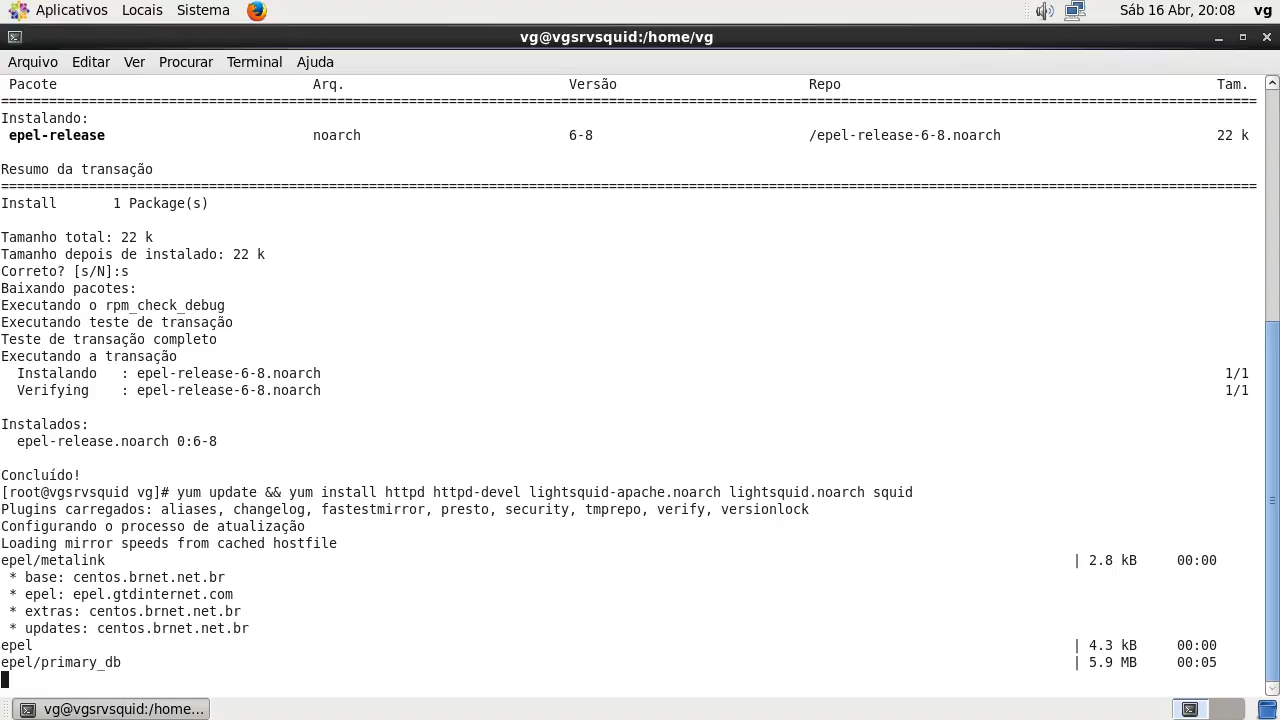 Aplicativos Locais Sistema Sáb 16 Abr, 20:08 vg
vg@vgsrvsquid:/home/vg
Arquivo Editar Ver Procurar Terminal Ajuda
Pacote Arq. Versão Repo Tam.
================================================================================
Instalando:
epel-release noarch 6-8 /epel-release-6-8.noarch 22 k
Resumo da transação
================================================================================
Install 1 Package(s)
Tamanho total: 22 k
Tamanho depois de instalado: 22 k
Correto? [s/N]:s
Baixando pacotes:
Executando o rpm_check_debug
Executando teste de transação
Teste de transação completo
Executando a transação
Instalando : epel-release-6-8.noarch 1/1
Verifying : epel-release-6-8.noarch 1/1
Instalados:
epel-release.noarch 0:6-8
Concluído!
[root@vgsrvsquid vg]# yum update && yum install httpd httpd-devel lightsquid-apache.noarch lightsquid.noarch squid
Plugins carregados: aliases, changelog, fastestmirror, presto, security, tmprepo, verify, versionlock
Configurando o processo de atualização
Loading mirror speeds from cached hostfile
epel/metalink | 2.8 kB 00:00
* base: centos.brnet.net.br
* epel: epel.gtdinternet.com
* extras: centos.brnet.net.br
* updates: centos.brnet.net.br
epel | 4.3 kB 00:00
epel/primary_db | 5.9 MB 00:05
vg@vgsrvsquid:/home...